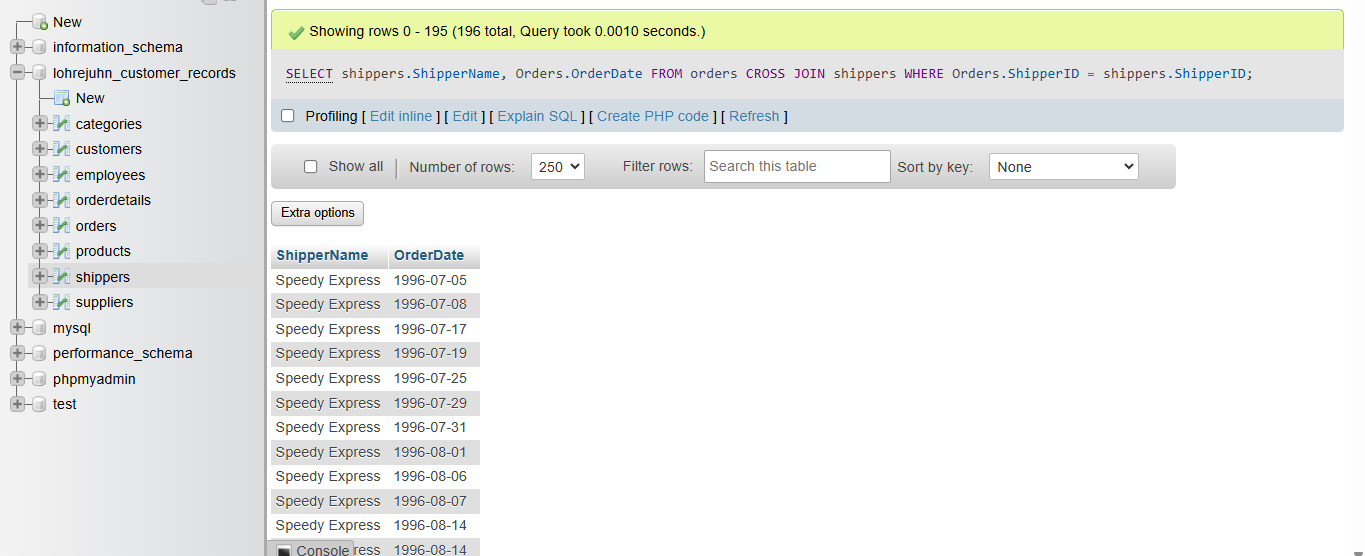 New
information_schema
lohrejuhn_customer_records
New
categories
customers
employees
orderdetails
orders
products
shippers
suppliers
mysql
performance_schema
phpmyadmin
test
Showing rows 0 - 195 (196 total, Query took 0.0010 seconds.)
SELECT shippers.ShipperName, Orders.OrderDate FROM orders CROSS JOIN shippers WHERE Orders.ShipperID = shippers.ShipperID;
Profiling [ Edit inline ] [ Edit ] [ Explain SQL ] [ Create PHP code ] [ Refresh ]
Show all | Number of rows: 250 Filter rows: Search this table Sort by key: None
Extra options
ShipperName OrderDate
Speedy Express 1996-07-05
Speedy Express 1996-07-08
Speedy Express 1996-07-17
Speedy Express 1996-07-19
Speedy Express 1996-07-25
Speedy Express 1996-07-29
Speedy Express 1996-07-31
Speedy Express 1996-08-01
Speedy Express 1996-08-06
Speedy Express 1996-08-07
Speedy Express 1996-08-14
Console ress 1996-08-14